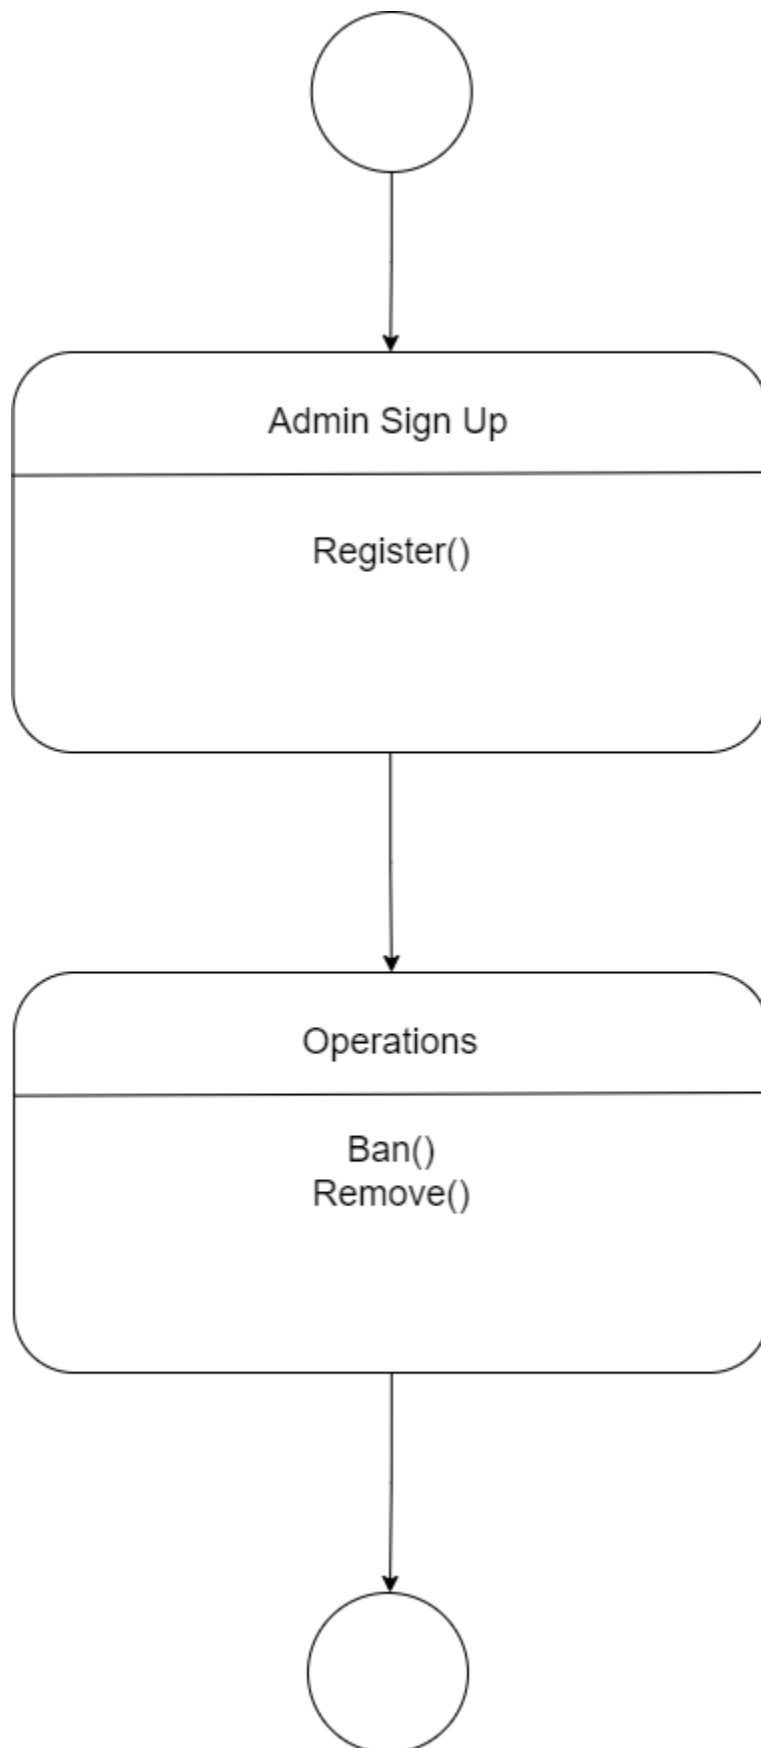 Admin Sign Up
Register()
Operations
Ban()
Remove()